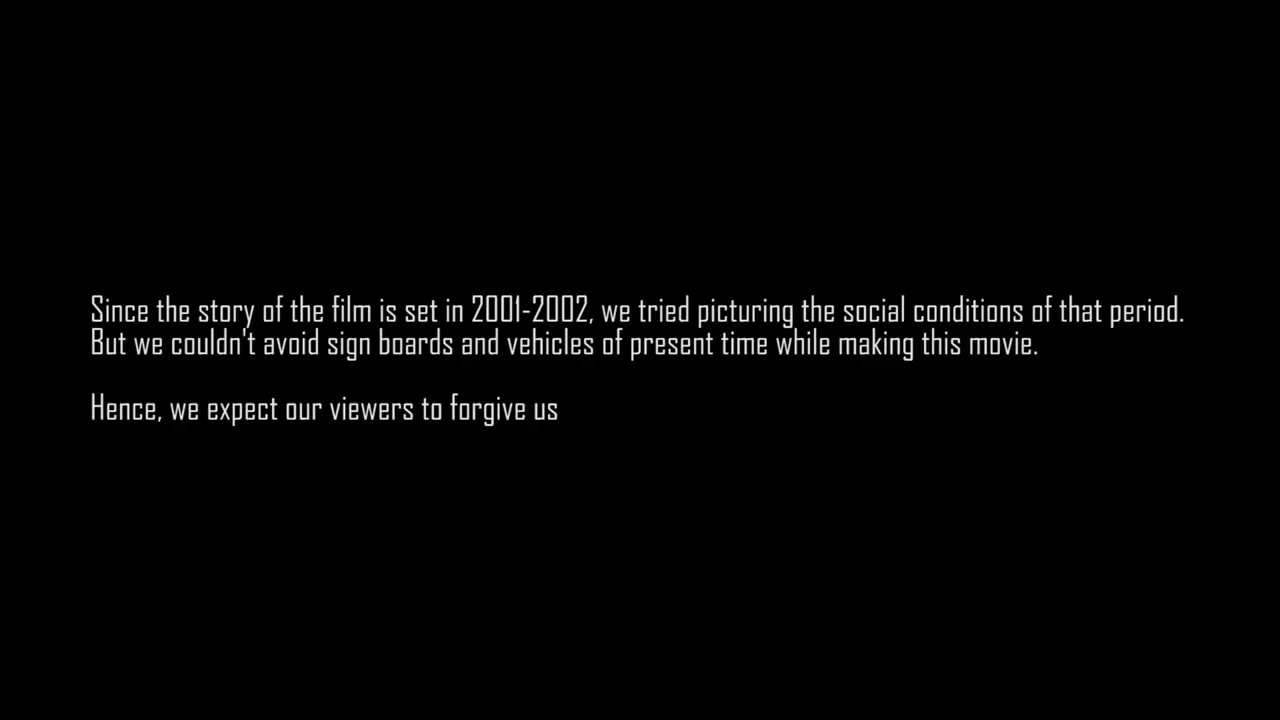 Since the story of the film is set in 2001-2002, we tried picturing the social conditions of that period.
But we couldn't avoid sign boards and vehicles of present time while making this movie.
Hence, we expect our viewers to forgive us